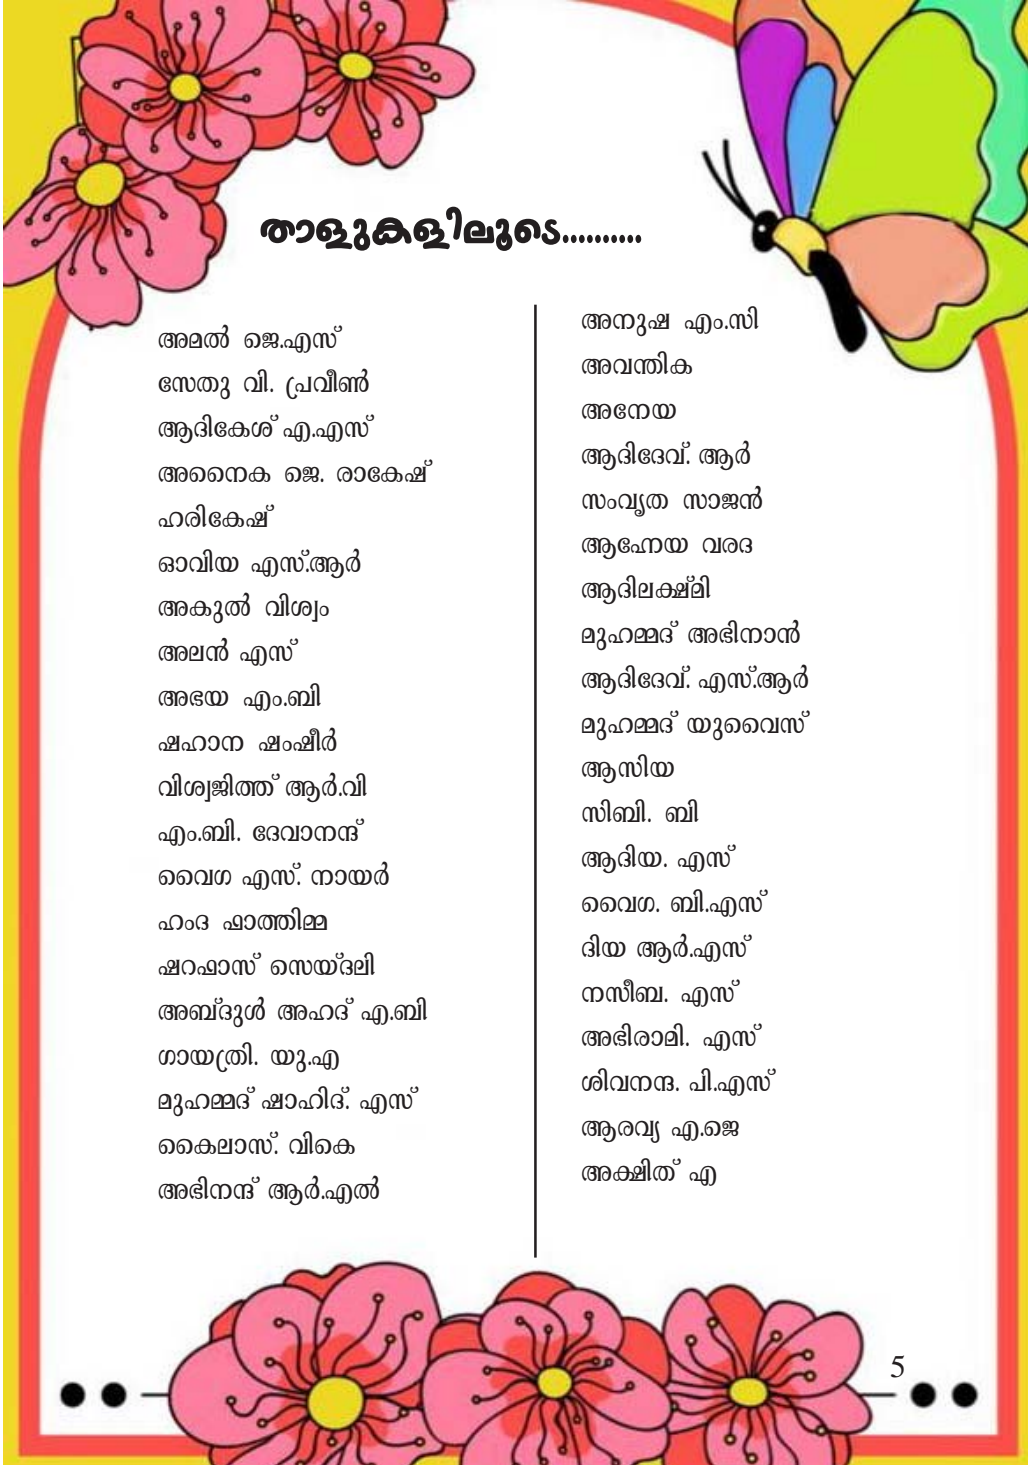 താളുകളിലൂടെ..........
അമൽ ജെ.എസ്
സേതു വി. പ്രവീൺ
ആദികേശ് എ.എസ്
അനൈക ജെ. രാകേഷ്
ഹരികേഷ്
ഓവിയ എസ്.ആർ
അകുൽ വിശ്വം
അലൻ എസ്
അഭയ എം.ബി
ഷഹാന ഷംഷീർ
വിശ്വജിത്ത് ആർ.വി
എം.ബി. ദേവാനന്ദ്
വൈഗ എസ്. നായർ
ഹംദ ഫാത്തിമ്മ
ഷറഫാസ് സെയ്ദലി
അബ്ദുൾ അഹദ് എ.ബി
ഗായത്രി. യു.എ
മുഹമ്മദ് ഷാഹിദ്. എസ്
കൈലാസ്. വികെ
അഭിനന്ദ് ആർ.എൽ
അനുഷ എം.സി
അവന്തിക
അനേയ
ആദിദേവ്. ആർ
സംവൃത സാജൻ
ആഹ്നേയ വരദ
ആദിലക്ഷ്മി
മുഹമ്മദ് അഭിനാൻ
ആദിദേവ്. എസ്.ആർ
മുഹമ്മദ് യുവൈസ്
ആസിയ
സിബി. ബി
ആദിയ. എസ്
വൈഗ. ബി.എസ്
ദിയ ആർ.എസ്
നസീബ. എസ്
അഭിരാമി. എസ്
ശിവനന്ദ. പി.എസ്
ആരവ്യ എ.ജെ
അക്ഷിത് എ
5